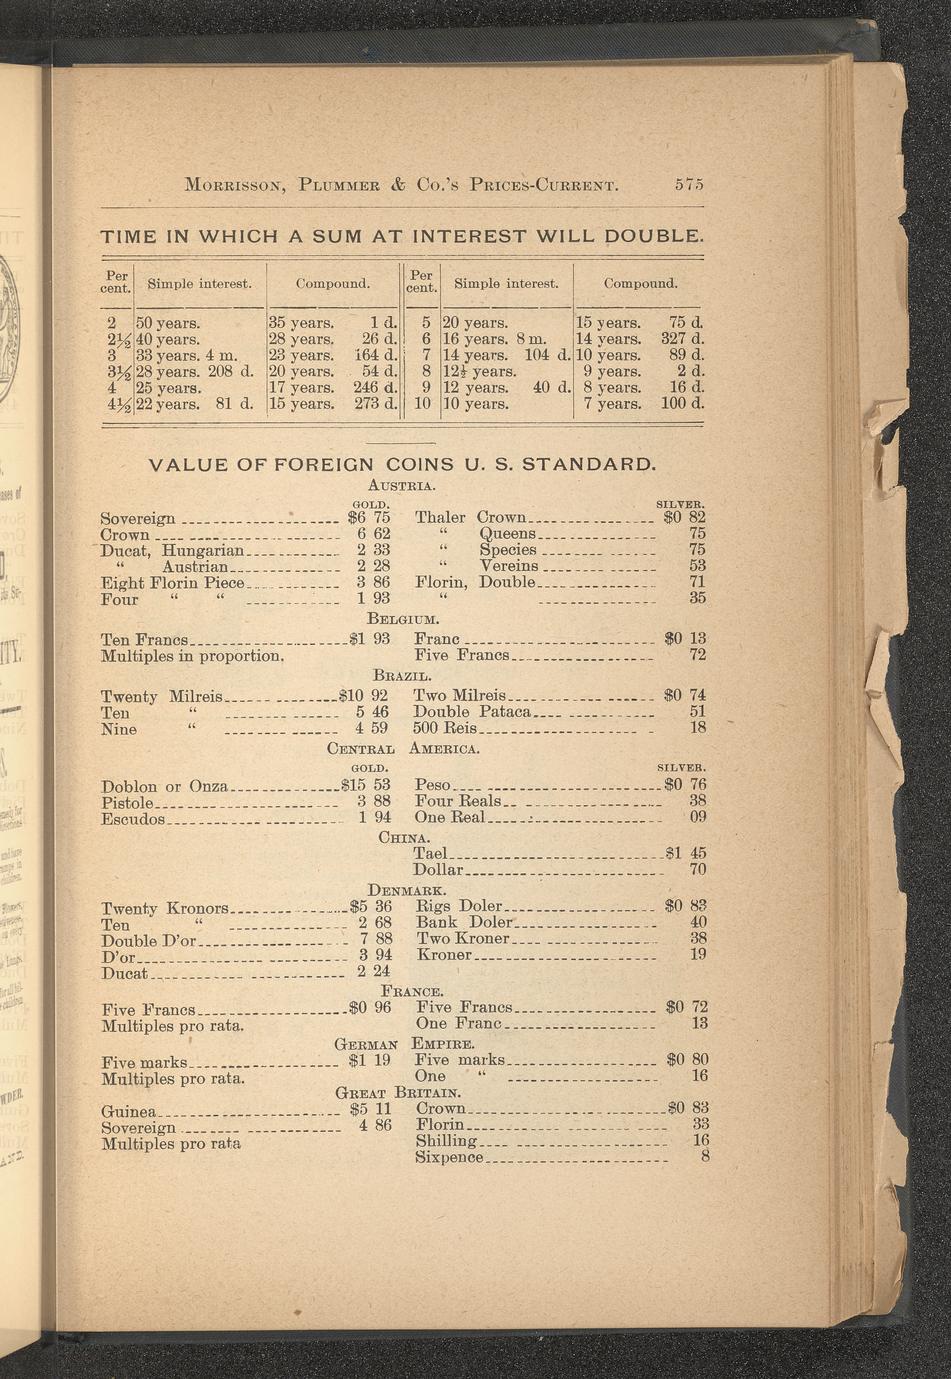 MORRISSON, PLUMMER & CO.'S PRICES-CURRENT. 575
TIME IN WHICH A SUM AT INTEREST WILL DOUBLE.
Per cent. Simple interest. Compound. Per cent. Simple interest. Compound.
2 50 years. 35 years. 1 d. 5 20 years. 15 years. 75 d.
2½ 40 years. 28 years. 26 d. 6 16 years. 8 m. 14 years. 327 d.
3 33 years. 4 m. 23 years. 164 d. 7 14 years. 104 d. 10 years. 89 d.
3½ 28 years. 208 d. 20 years. 54 d. 8 12½ years. 9 years. 2 d.
4 25 years. 17 years. 246 d. 9 12 years. 40 d. 8 years. 16 d.
4½ 22 years. 81 d. 15 years. 273 d. 10 10 years. 7 years. 100 d.
VALUE OF FOREIGN COINS U. S. STANDARD.
AUSTRIA.
GOLD. SILVER.
Sovereign $6 75 Thaler Crown $0 82
Crown 6 62 " Queens 75
Ducat, Hungarian 2 33 " Species 75
" Austrian 2 28 " Vereins 53
Eight Florin Piece 3 86 Florin, Double 71
Four " " 1 93 " 35
BELGIUM.
Ten Francs $1 93 Franc $0 13
Multiples in proportion. Five Francs 72
BRAZIL.
Twenty Milreis $10 92 Two Milreis $0 74
Ten " 5 46 Double Pataca 51
Nine " 4 59 500 Reis 18
CENTRAL AMERICA.
GOLD. SILVER.
Doblon or Onza $15 53 Peso $0 76
Pistole 3 88 Four Reals 38
Escudos 1 94 One Real 09
CHINA.
Tael $1 45
Dollar 70
DENMARK.
Twenty Kronors $5 36 Rigs Doler $0 83
Ten " 2 68 Bank Doler 40
Double D'or 7 88 Two Kroner 38
D'or 3 94 Kroner 19
Ducat 2 24
FRANCE.
Five Francs $0 96 Five Francs $0 72
Multiples pro rata. One Franc 13
GERMAN EMPIRE.
Five marks $1 19 Five marks $0 80
Multiples pro rata. One " 16
GREAT BRITAIN.
Guinea $5 11 Crown $0 83
Sovereign 4 86 Florin 33
Multiples pro rata Shilling 16
Sixpence 8